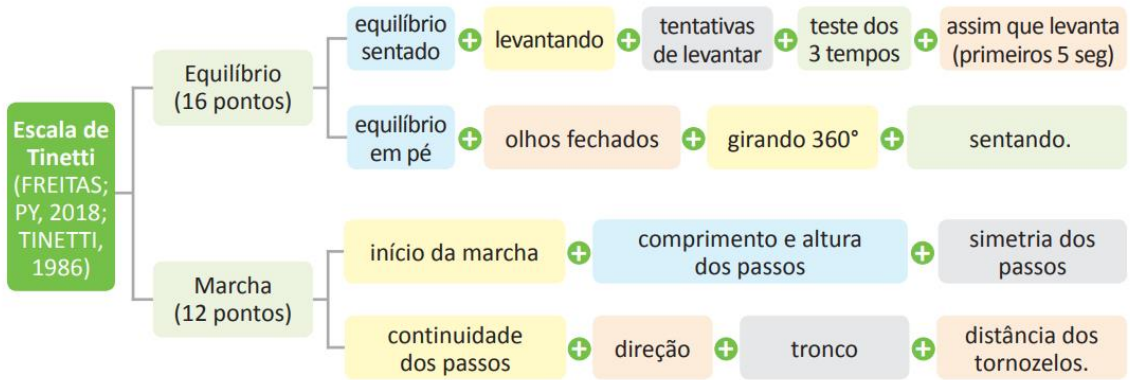 Escala de
Tinetti
(FREITAS;
PY, 2018;
TINETTI,
1986)
Equilíbrio
(16 pontos)
equilíbrio
sentado
+
levantando
+
tentativas
de levantar
+
teste dos
3 tempos
+
assim que levanta
(primeiros 5 seg)
equilíbrio
em pé
+
olhos fechados
+
girando 360°
+
sentando.
Marcha
(12 pontos)
início da marcha
+
comprimento e altura
dos passos
+
simetria dos
passos
continuidade
dos passos
+
direção
+
tronco
+
distância dos
tornozelos.